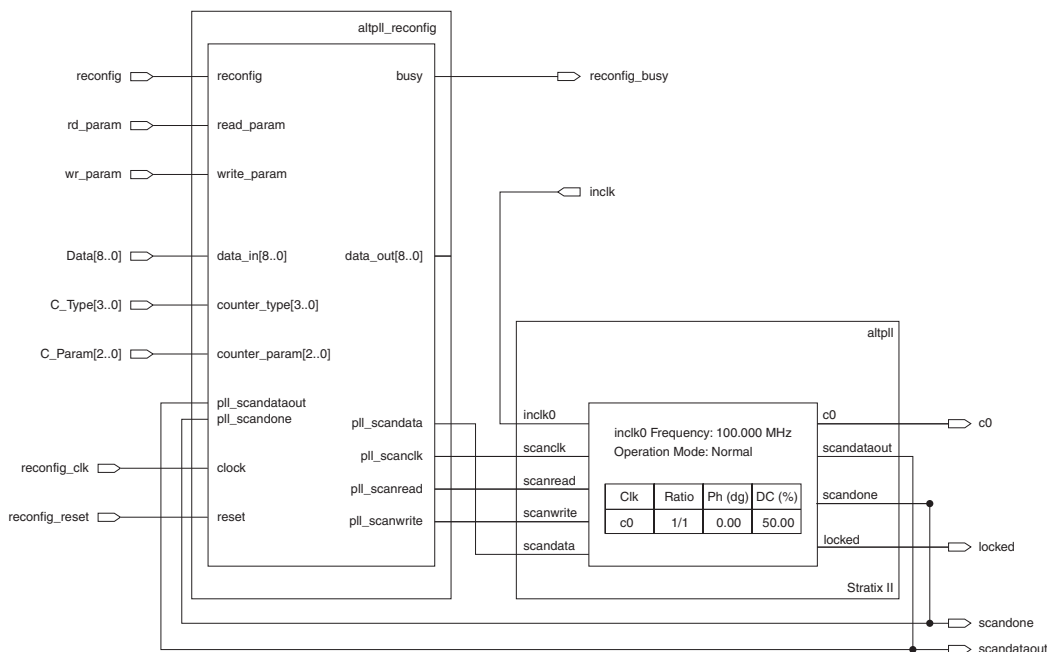 altpll_reconfig
reconfig reconfig busy reconfig_busy
rd_param read_param
wr_param write_param
inclk
Data[8..0] data_in[8..0] data_out[8..0]
C_Type[3..0] counter_type[3..0]
altpll
C_Param[2..0] counter_param[2..0]
pll_scandataout
pll_scandone
pll_scandata
inclk0
c0
c0
inclk0 Frequency: 100.000 MHz
Operation Mode: Normal
pll_scanclk scanclk scandataout
reconfig_clk clock
pll_scanread scanread scandone
Clk Ratio Ph (dg) DC (%)
c0 1/1 0.00 50.00
reconfig_reset reset
pll_scanwrite scanwrite
locked locked
scandata
Stratix II
scandone
scandataout